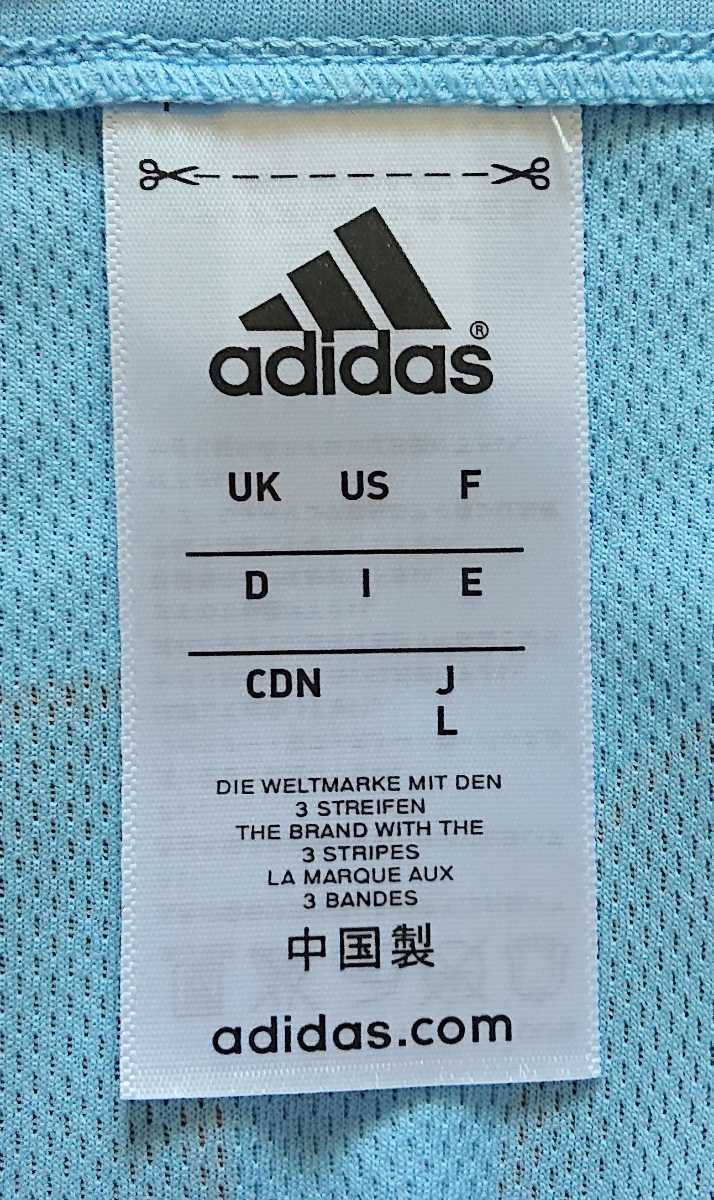 adidas®
UK US F
D I E
CDN J
L
DIE WELTMARKE MIT DEN
3 STREIFEN
THE BRAND WITH THE
3 STRIPES
LA MARQUE AUX
3 BANDES
中国製
adidas.com